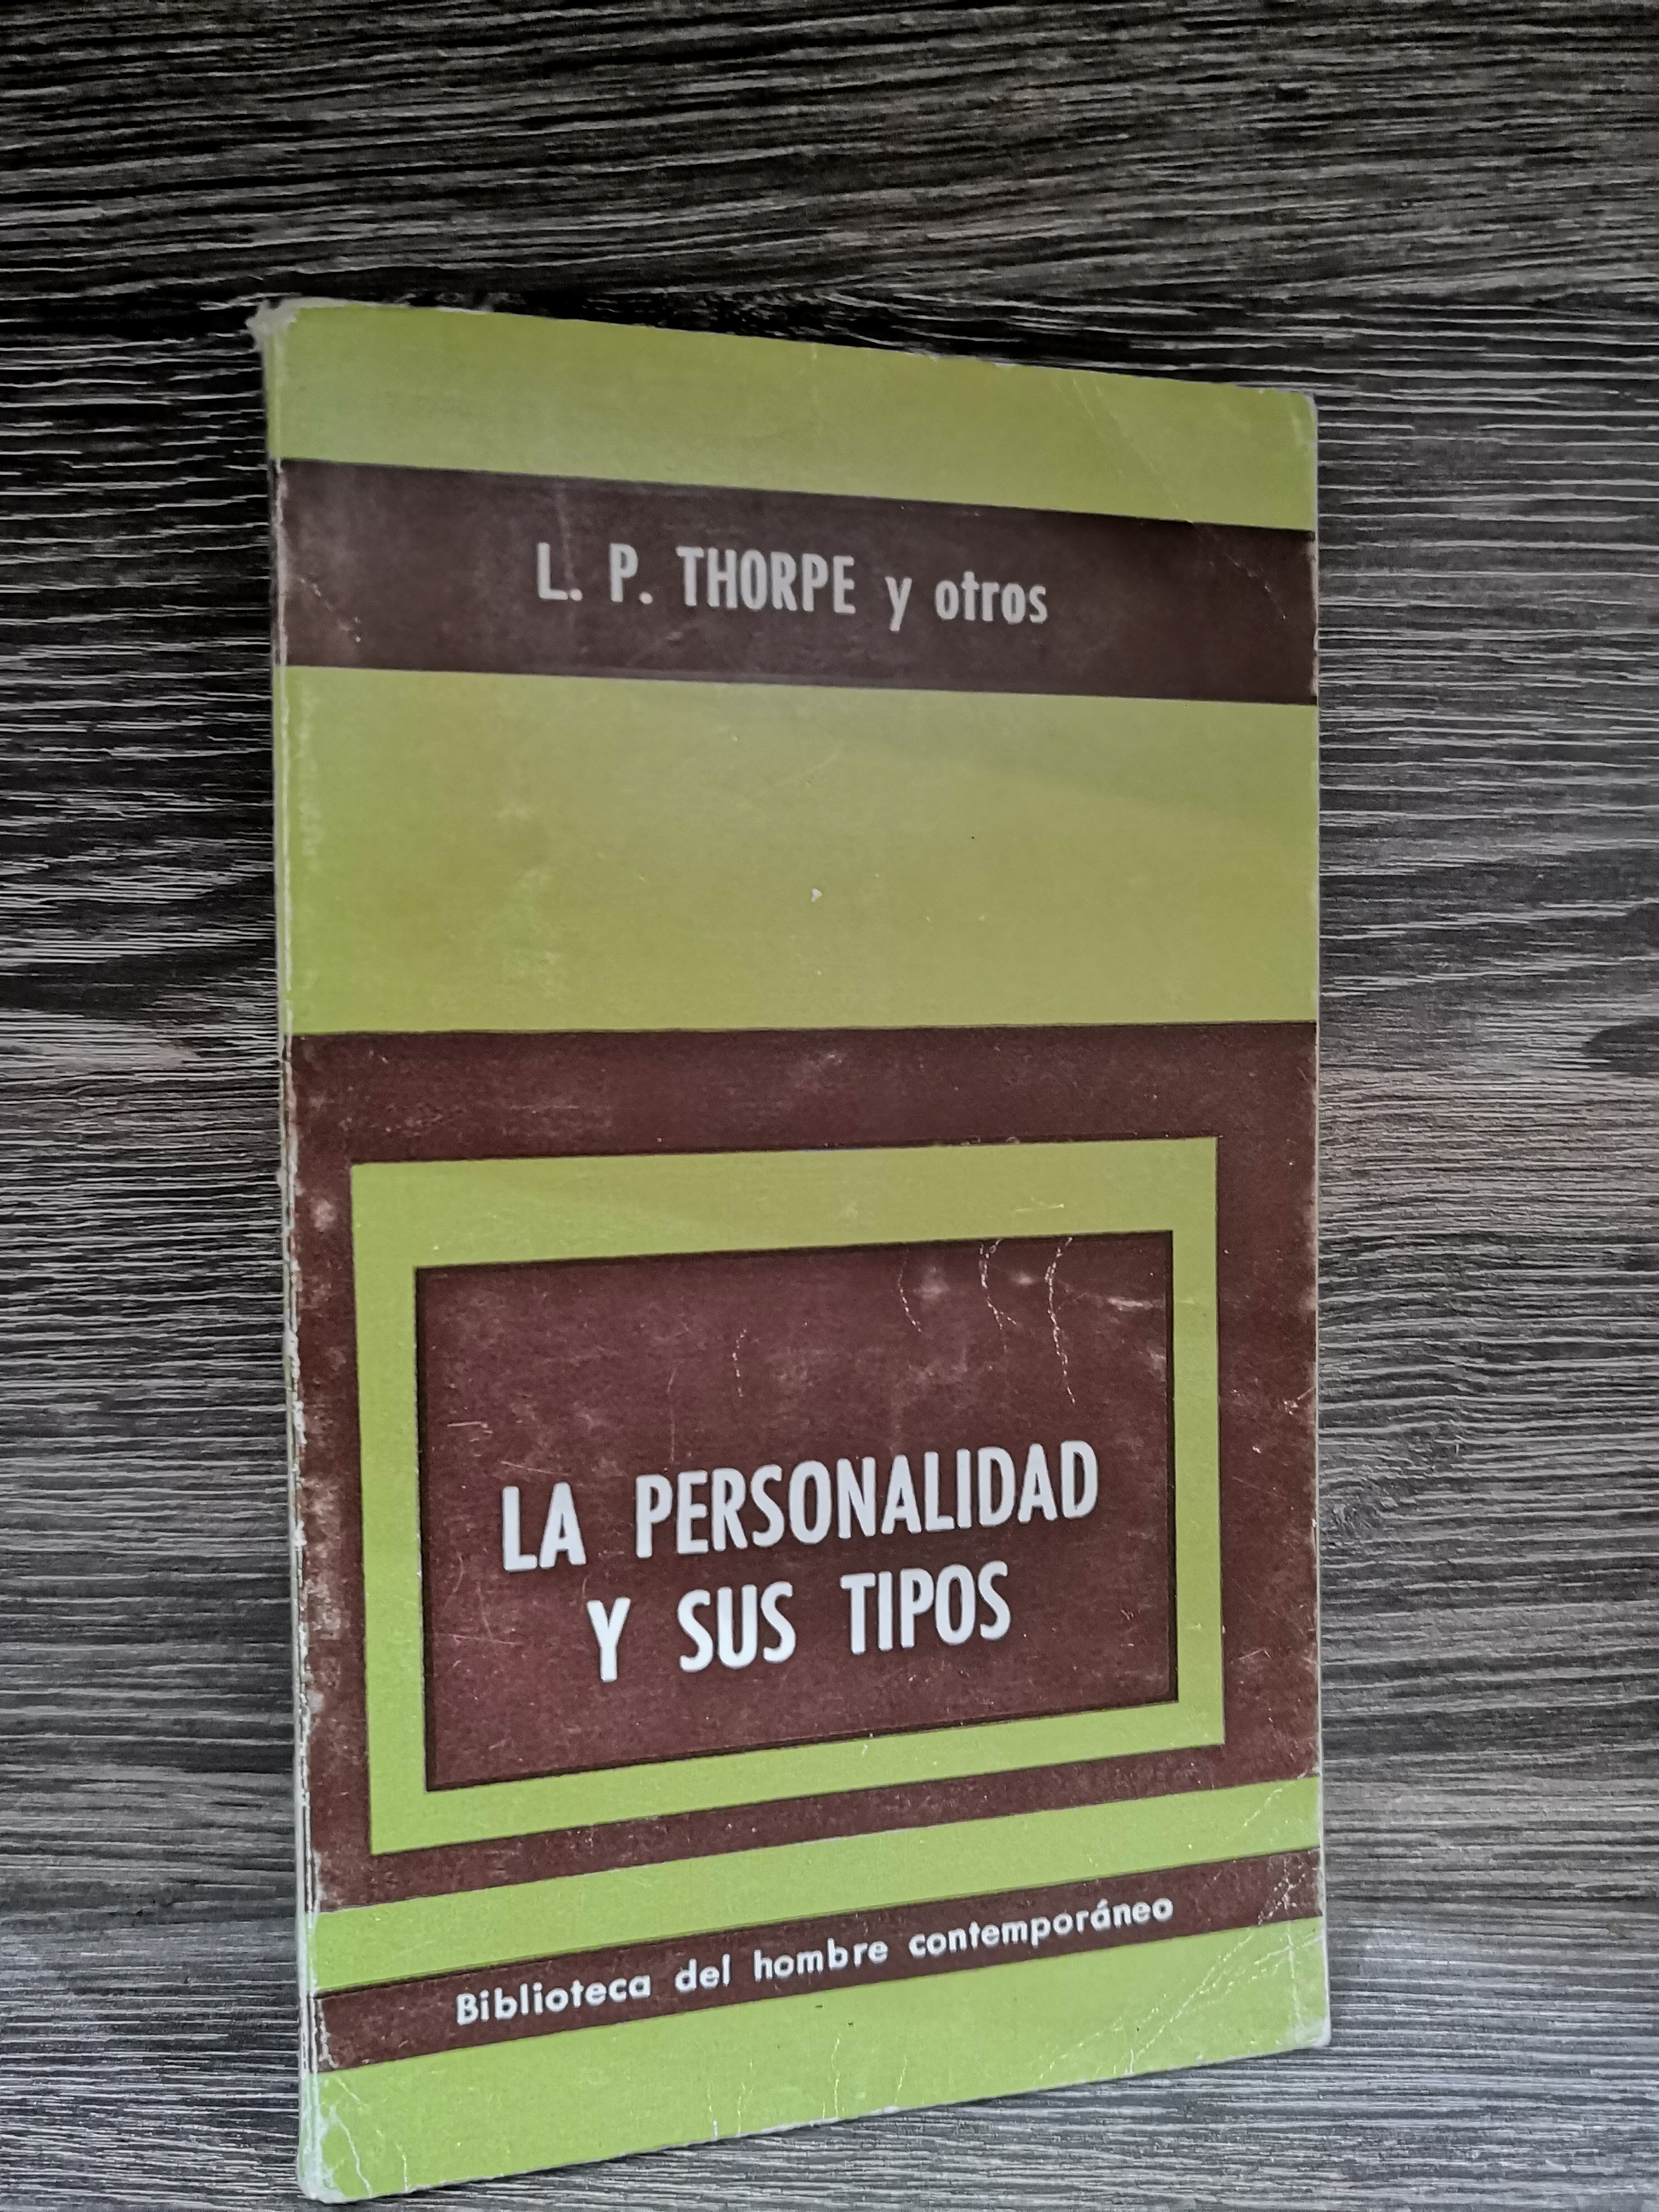 L. P. THORPE y otros
LA PERSONALIDAD
Y SUS TIPOS
Biblioteca del hombre contemporáneo